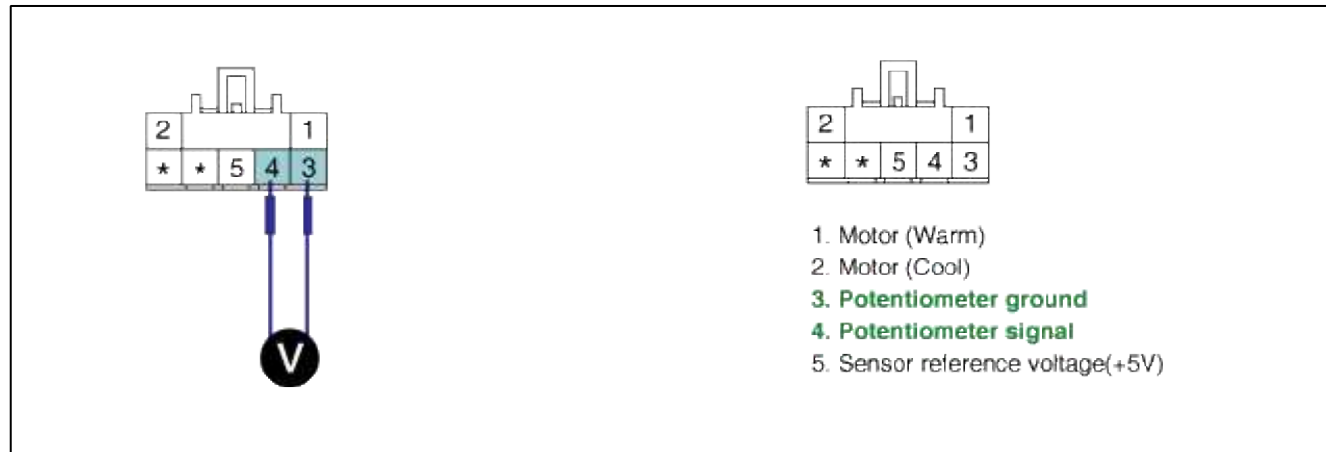 2 1
* * 5 4 3
V
2 1
* * 5 4 3
1. Motor (Warm)
2. Motor (Cool)
3. Potentiometer ground
4. Potentiometer signal
5. Sensor reference voltage(+5V)